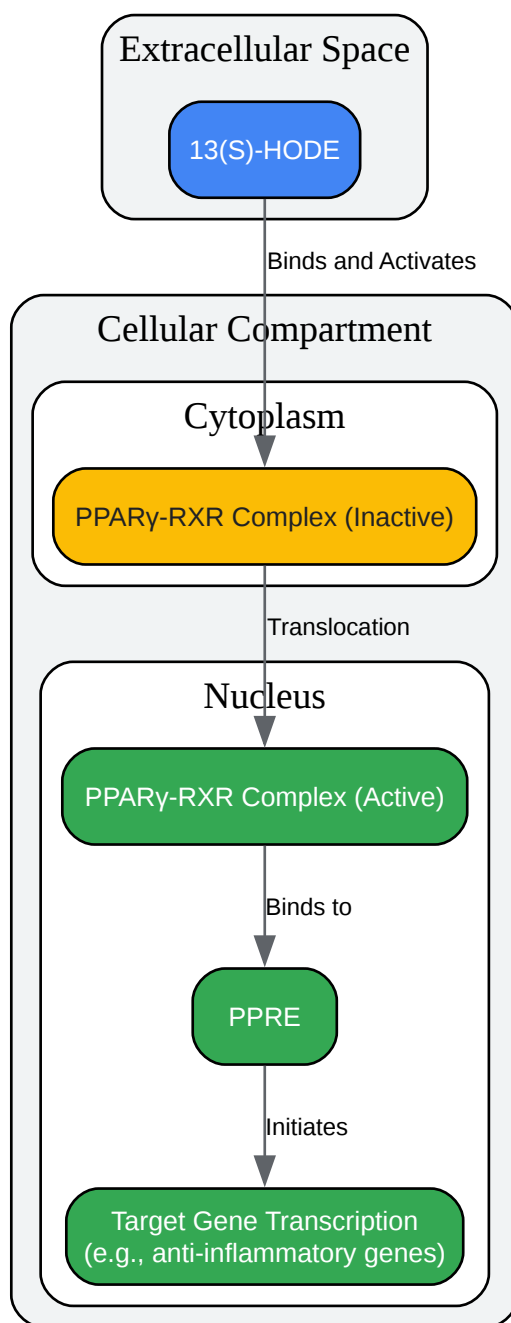 Extracellular Space
13(S)-HODE
Binds and Activates
Cellular Compartment
Cytoplasm
PPARγ-RXR Complex (Inactive)
Translocation
Nucleus
PPARγ-RXR Complex (Active)
Binds to
PPRE
Initiates
Target Gene Transcription
(e.g., anti-inflammatory genes)